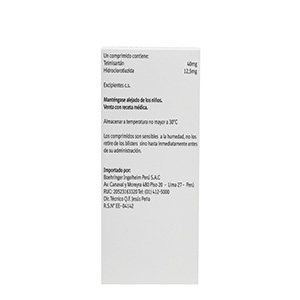 Un comprimido contiene:
Telmisartán 40mg
Hidroclorotiazida 12,5mg
Excipientes c.s.
Manténgase alejado de los niños.
Venta con receta médica.
Almacenar a temperatura no mayor a 30°C
Los comprimidos son sensibles a la humedad, no los
retire de los blísters sino hasta inmediatamente antes
de su administración.
Importado por:
Boehringer Ingelheim Perú S.A.C
Av. Canaval y Moreyra 480 Piso 20 - Lima 27 - Perú
RUC: 20523163320 Tel: (01) 412-5000
Dir. Técnico Q.F. Jesús Peña
R.S.N° EE- 04142